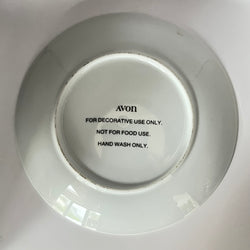 AVON
FOR DECORATIVE USE ONLY.
NOT FOR FOOD USE.
HAND WASH ONLY.